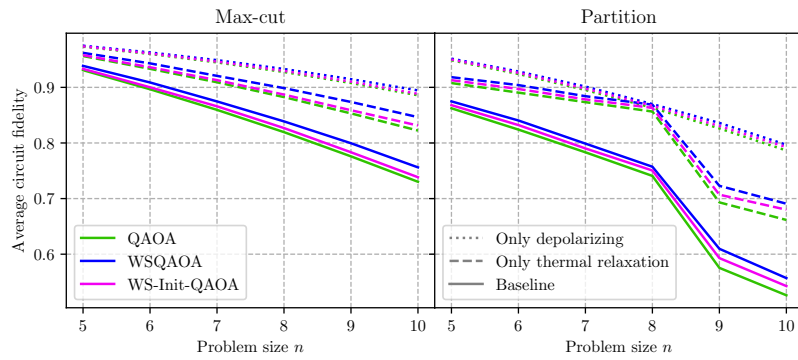 Max-cut
Partition
Average circuit fidelity
0.9
0.8
0.7
0.6
QAOA
WSQAOA
WS-Init-QAOA
Only depolarizing
Only thermal relaxation
Baseline
5 6 7 8 9 10
5 6 7 8 9 10
Problem size n
Problem size n